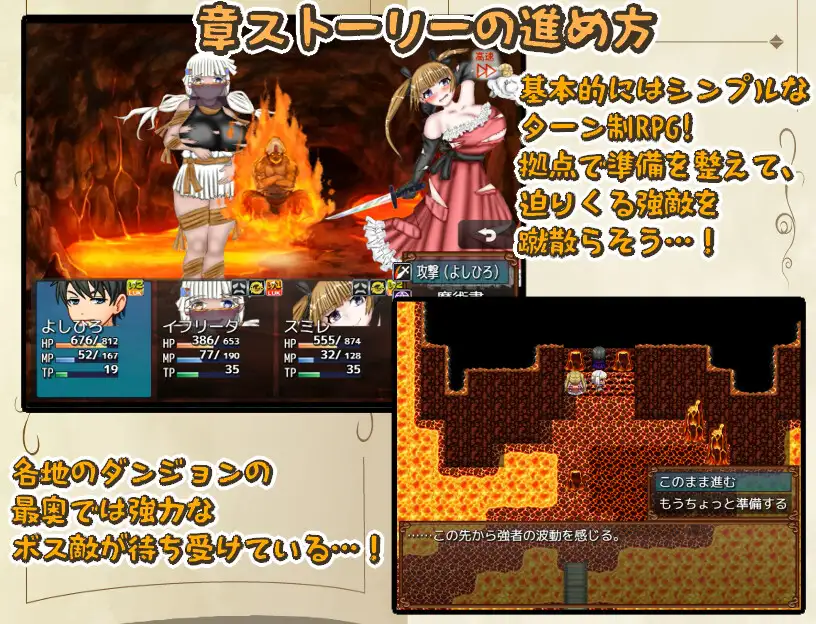 章ストーリーの進め方
高速
基本的にはシンプルな
ターン制RPG!
拠点で準備を整えて、
迫りくる強敵を
蹴散らそう…!
攻撃(よしひろ)
よしひろ
HP 676/ 812
MP 52/ 167
TP 19
イフリータ
HP 386/ 653
MP 77/ 190
TP 35
スミレ
HP 555/ 874
MP 32/ 128
TP 35
各地のダンジョンの
最奥では強力な
ボス敵が待ち受けている…!
このまま進む
もうちょっと準備する
……この先から強者の波動を感じる。